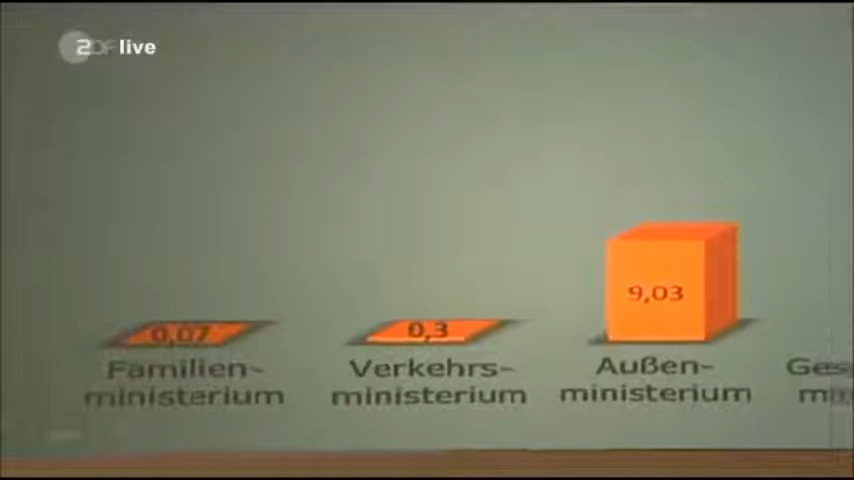 ZDF live
9,03
0,07
0,3
Familien-
ministerium
Verkehrs-
ministerium
Außen-
ministerium